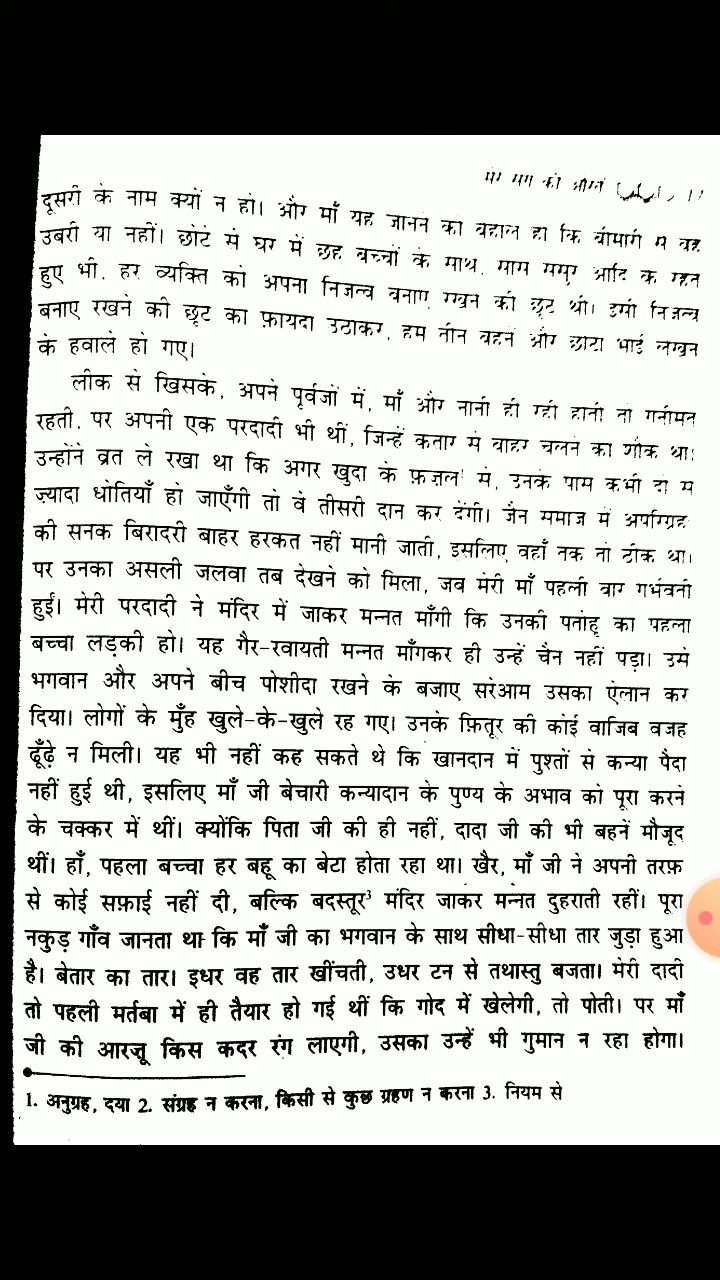 मेरे संग की औरतें
दूसरी के नाम क्यों न हो। और माँ यह जानने को बहाल हो कि बीमारी से वह
उबरी या नहीं। छोटे से घर में छह बच्चों के साथ, सास ससुर आदि के रहते
हुए भी, हर व्यक्ति को अपना निजत्व बनाए रखने की छूट थी। इसी निजत्व
बनाए रखने की छूट का फ़ायदा उठाकर, हम तीन बहनें और छोटा भाई लेखन
के हवाले हो गए।
लीक से खिसके, अपने पूर्वजों में, माँ और नानी ही रही होतीं तो गनीमत
रहती, पर अपनी एक परदादी भी थीं, जिन्हें कतार से बाहर चलने का शौक था।
उन्होंने व्रत ले रखा था कि अगर खुदा के फ़ज़ल¹ से, उनके पास कभी दो से
ज़्यादा धोतियाँ हो जाएँगी तो वे तीसरी दान कर देंगी। जैन समाज में अपरिग्रह
की सनक बिरादरी बाहर हरकत नहीं मानी जाती, इसलिए वहाँ तक तो ठीक था।
पर उनका असली जलवा तब देखने को मिला, जब मेरी माँ पहली बार गर्भवती
हुईं। मेरी परदादी ने मंदिर में जाकर मन्नत माँगी कि उनकी पतोहू का पहला
बच्चा लड़की हो। यह गैर-रवायती मन्नत माँगकर ही उन्हें चैन नहीं पड़ा। उसे
भगवान और अपने बीच पोशीदा रखने के बजाए सरेआम उसका ऐलान कर
दिया। लोगों के मुँह खुले-के-खुले रह गए। उनके फ़ितूर की कोई वाजिब वजह
ढूँढ़े न मिली। यह भी नहीं कह सकते थे कि खानदान में पुश्तों से कन्या पैदा
नहीं हुई थी, इसलिए माँ जी बेचारी कन्यादान के पुण्य के अभाव को पूरा करने
के चक्कर में थीं। क्योंकि पिता जी की ही नहीं, दादा जी की भी बहनें मौजूद
थीं। हाँ, पहला बच्चा हर बहू का बेटा होता रहा था। खैर, माँ जी ने अपनी तरफ़
से कोई सफ़ाई नहीं दी, बल्कि बदस्तूर³ मंदिर जाकर मन्नत दुहराती रहीं। पूरा
नकुड़ गाँव जानता था कि माँ जी का भगवान के साथ सीधा-सीधा तार जुड़ा हुआ
है। बेतार का तार। इधर वह तार खींचती, उधर टन से तथास्तु बजता। मेरी दादी
तो पहली मर्तबा में ही तैयार हो गई थीं कि गोद में खेलेगी, तो पोती। पर माँ
जी की आरज़ू किस कदर रंग लाएगी, उसका उन्हें भी गुमान न रहा होगा।
1. अनुग्रह, दया 2. संग्रह न करना, किसी से कुछ ग्रहण न करना 3. नियम से